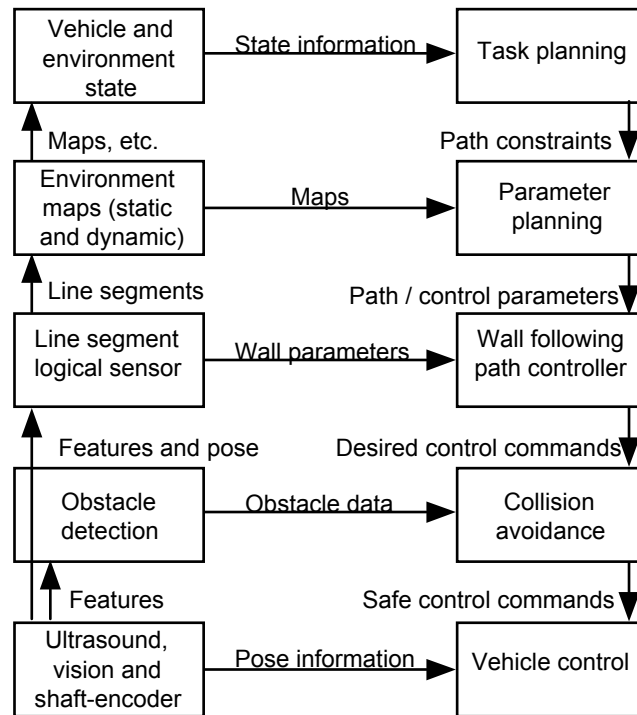 Vehicle and
environment
state
State information
Task planning
Maps, etc.
Path constraints
Environment
maps (static
and dynamic)
Maps
Parameter
planning
Line segments
Path / control parameters
Line segment
logical sensor
Wall parameters
Wall following
path controller
Features and pose
Desired control commands
Obstacle
detection
Obstacle data
Collision
avoidance
Features
Safe control commands
Ultrasound,
vision and
shaft-encoder
Pose information
Vehicle control